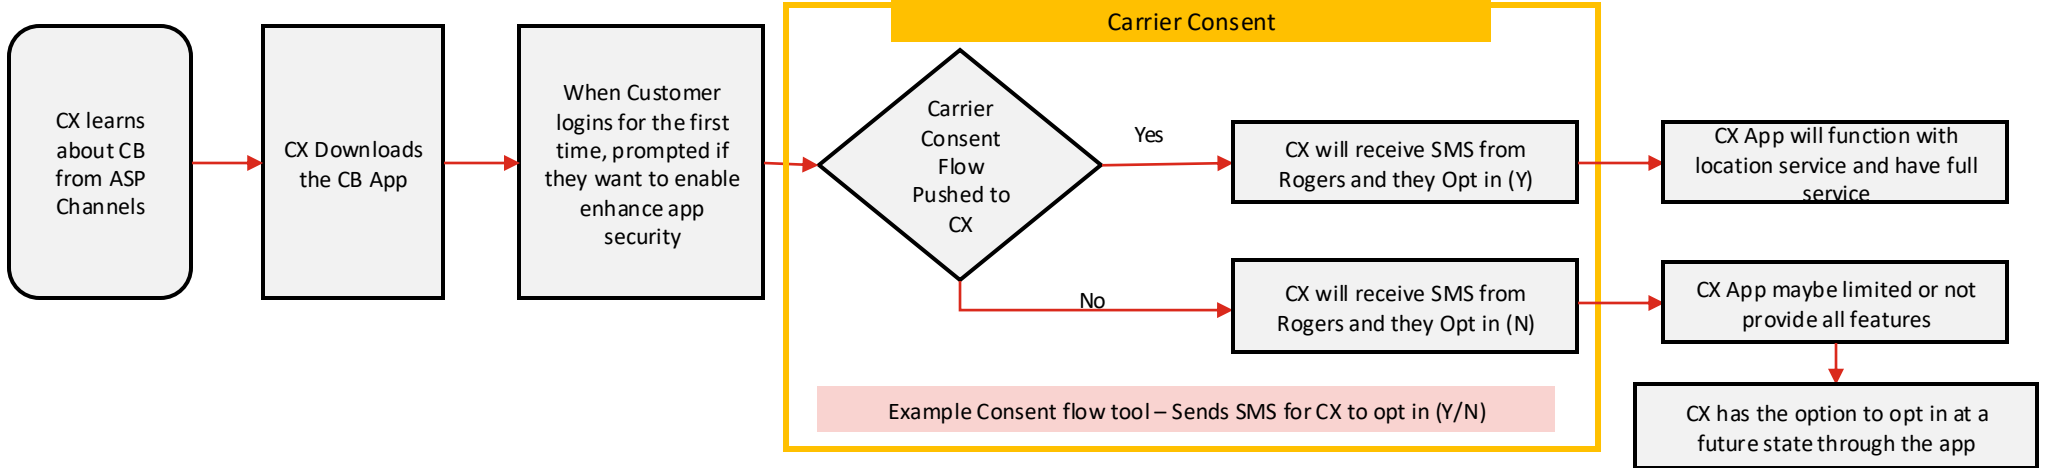 Carrier Consent
CX learns
about CB
from ASP
Channels
CX Downloads
the CB App
When Customer
logins for the first
time, prompted if
they want to enable
enhance app
security
Carrier
Consent
Flow
Pushed to
CX
Yes
CX will receive SMS from
Rogers and they Opt in (Y)
CX App will function with
location service and have full
service
No
CX will receive SMS from
Rogers and they Opt in (N)
CX App maybe limited or not
provide all features
Example Consent flow tool – Sends SMS for CX to opt in (Y/N)
CX has the option to opt in at a
future state through the app